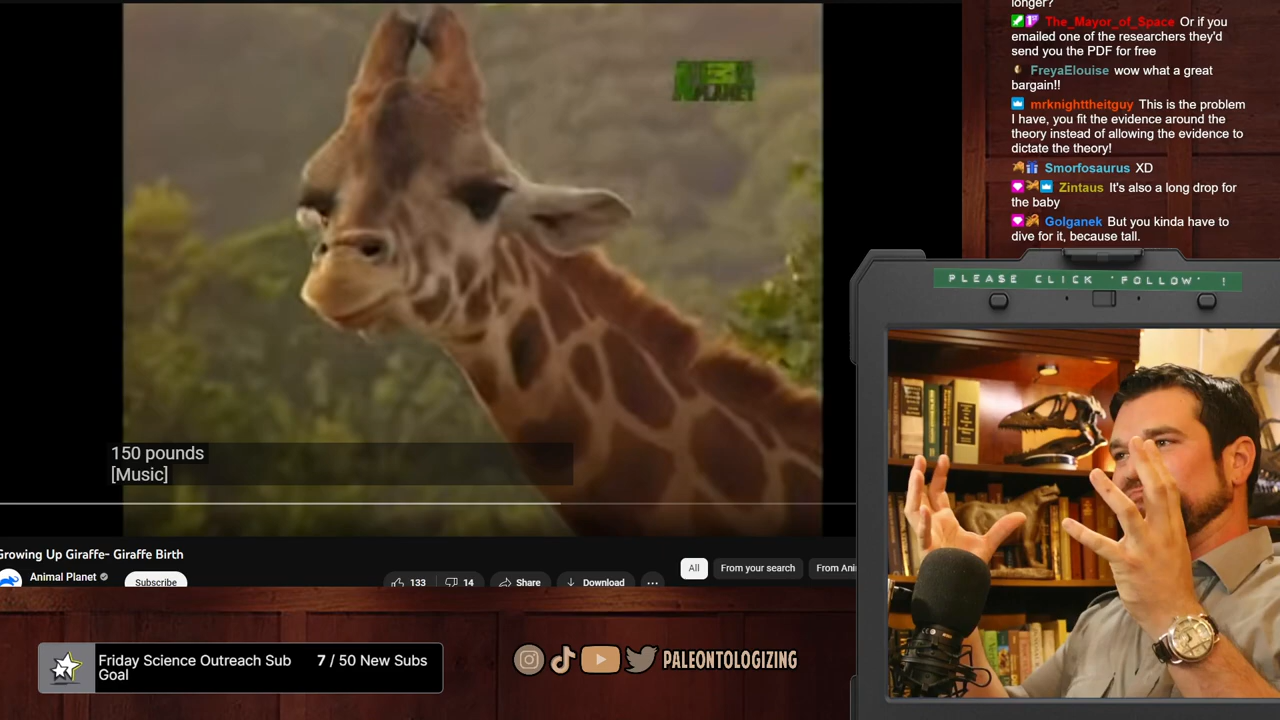 longer?
The_Mayor_of_Space Or if you
emailed one of the researchers they'd
send you the PDF for free
FreyaElouise wow what a great
bargain!!
mrknighttheitguy This is the problem
I have, you fit the evidence around the
theory instead of allowing the evidence to
dictate the theory!
Smorfosaurus XD
Zintaus It's also a long drop for
the baby
Golganek But you kinda have to
dive for it, because tall.
PLANET
PLEASE CLICK "FOLLOW" !
150 pounds
[Music]
Growing Up Giraffe- Giraffe Birth
Animal Planet
Subscribe
133
14
Share
Download
...
All
From your search
From Ani
Friday Science Outreach Sub
Goal
7 / 50 New Subs
PALEONTOLOGIZING